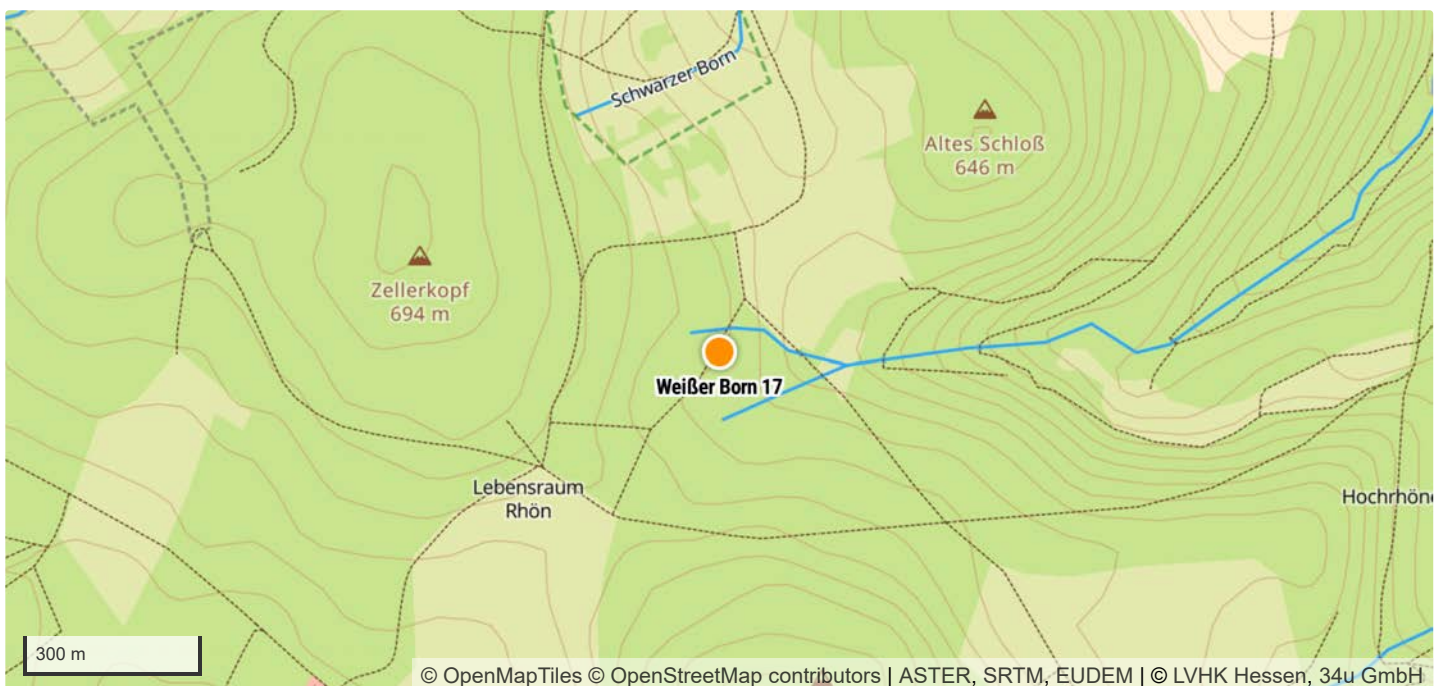 Schwarzer Born
Altes Schloß
646 m
Zellerkopf
694 m
Weißer Born 17
Lebensraum
Rhön
Hochrhön
300 m
© OpenMapTiles © OpenStreetMap contributors | ASTER, SRTM, EUDEM | © LVHK Hessen, 34u GmbH